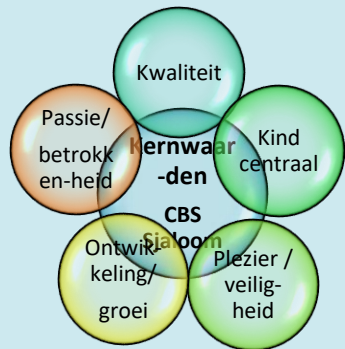 Kwaliteit
Passie/
betrokk
en-heid
Kind
centraal
Kernwaar
-den
CBS
Sjaloom
Ontwik-
keling/
groei
Plezier /
veilig-
heid